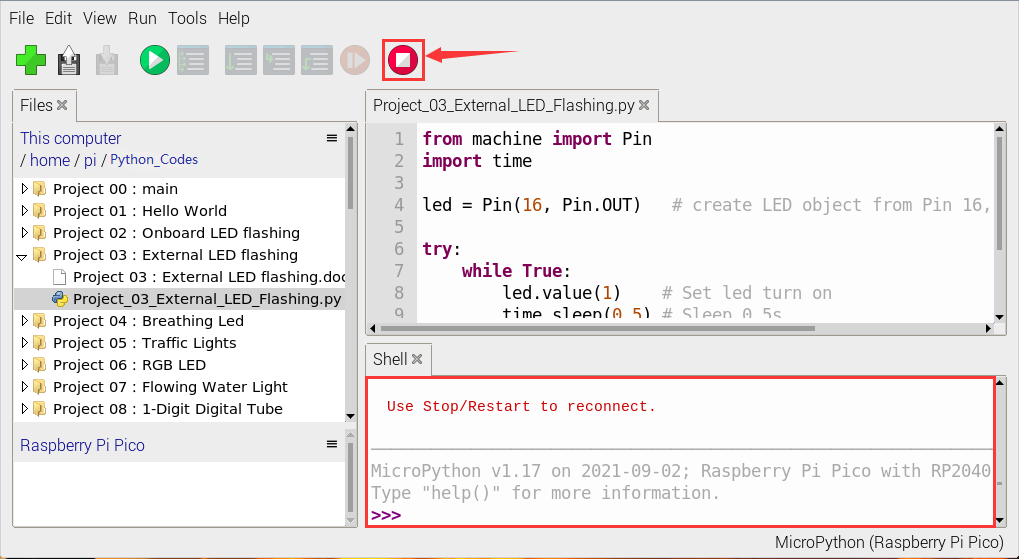 File Edit View Run Tools Help
Files
This computer
/ home / pi / Python_Codes
Project 00 : main
Project 01 : Hello World
Project 02 : Onboard LED flashing
Project 03 : External LED flashing
Project 03 : External LED flashing.doc
Project_03_External_LED_Flashing.py
Project 04 : Breathing Led
Project 05 : Traffic Lights
Project 06 : RGB LED
Project 07 : Flowing Water Light
Project 08 : 1-Digit Digital Tube
Raspberry Pi Pico
Project_03_External_LED_Flashing.py
1 from machine import Pin
2 import time
3
4 led = Pin(16, Pin.OUT) # create LED object from Pin 16,
5
6 try:
7 while True:
8 led.value(1) # Set led turn on
9 time.sleep(0.5) # Sleep 0.5s
Shell
Use Stop/Restart to reconnect.
MicroPython v1.17 on 2021-09-02; Raspberry Pi Pico with RP2040
Type "help()" for more information.
>>>
MicroPython (Raspberry Pi Pico)